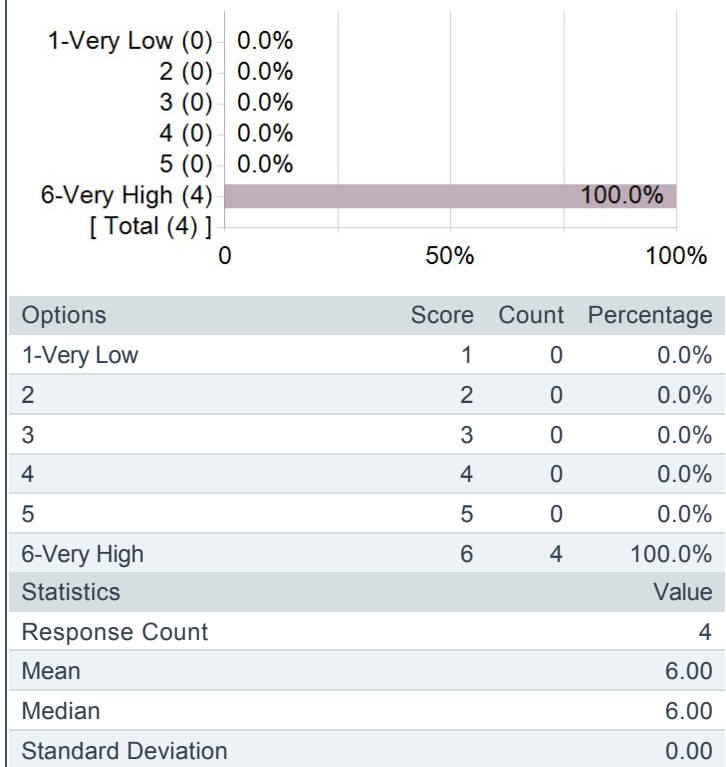 1-Very Low (0) 0.0%
2 (0) 0.0%
3 (0) 0.0%
4 (0) 0.0%
5 (0) 0.0%
6-Very High (4) 100.0%
[ Total (4) ]
0 50% 100%
Options Score Count Percentage
1-Very Low 1 0 0.0%
2 2 0 0.0%
3 3 0 0.0%
4 4 0 0.0%
5 5 0 0.0%
6-Very High 6 4 100.0%
Statistics Value
Response Count 4
Mean 6.00
Median 6.00
Standard Deviation 0.00